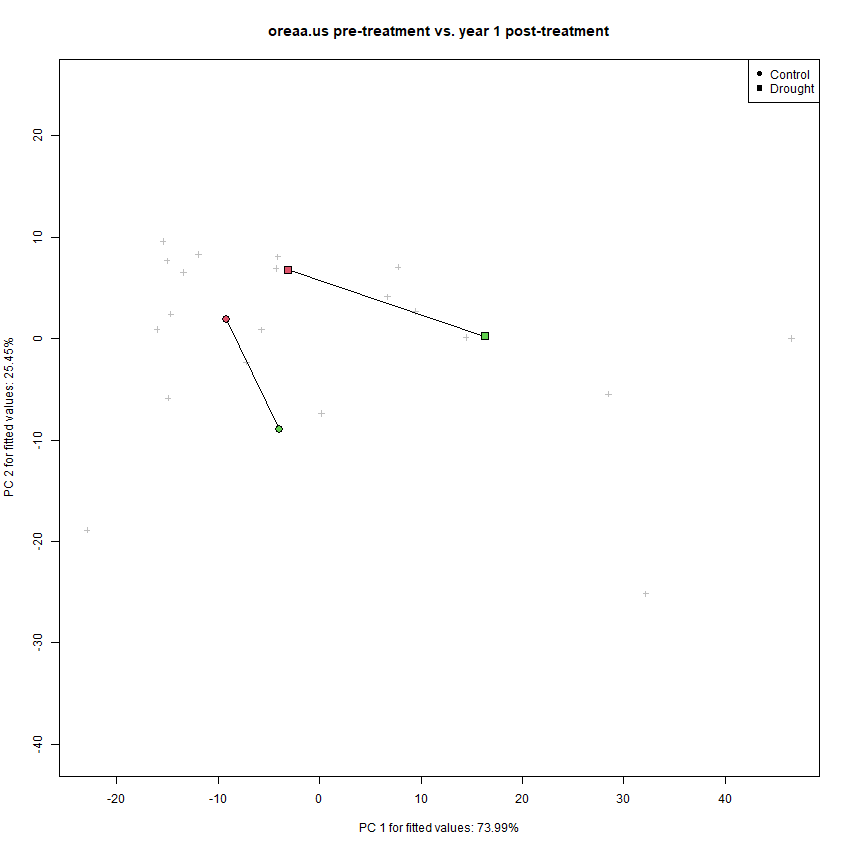 oreaa.us pre-treatment vs. year 1 post-treatment
Control
Drought
20
10
0
-10
-20
-30
-40
PC 2 for fitted values: 25.45%
-20
-10
0
10
20
30
40
PC 1 for fitted values: 73.99%